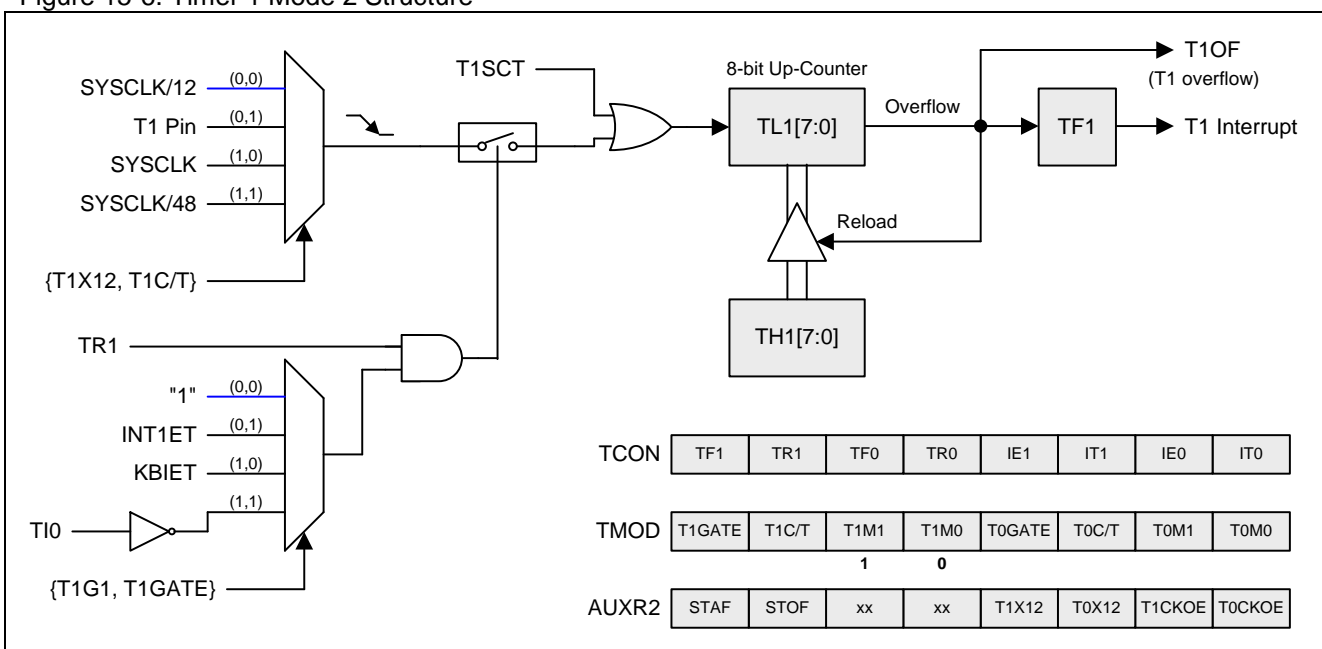 Figure 15-6. Timer 1 Mode 2 Structure
SYSCLK/12 (0,0)
T1 Pin (0,1)
SYSCLK (1,0)
SYSCLK/48 (1,1)
{T1X12, T1C/T}
T1SCT
8-bit Up-Counter
TL1[7:0]
Overflow
T1OF
(T1 overflow)
TF1
T1 Interrupt
Reload
TH1[7:0]
TR1
"1" (0,0)
INT1ET (0,1)
KBIET (1,0)
TI0 (1,1)
{T1G1, T1GATE}
TCON TF1 TR1 TF0 TR0 IE1 IT1 IE0 IT0
TMOD T1GATE T1C/T T1M1 T1M0 T0GATE T0C/T T0M1 T0M0
1 0
AUXR2 STAF STOF xx xx T1X12 T0X12 T1CKOE T0CKOE